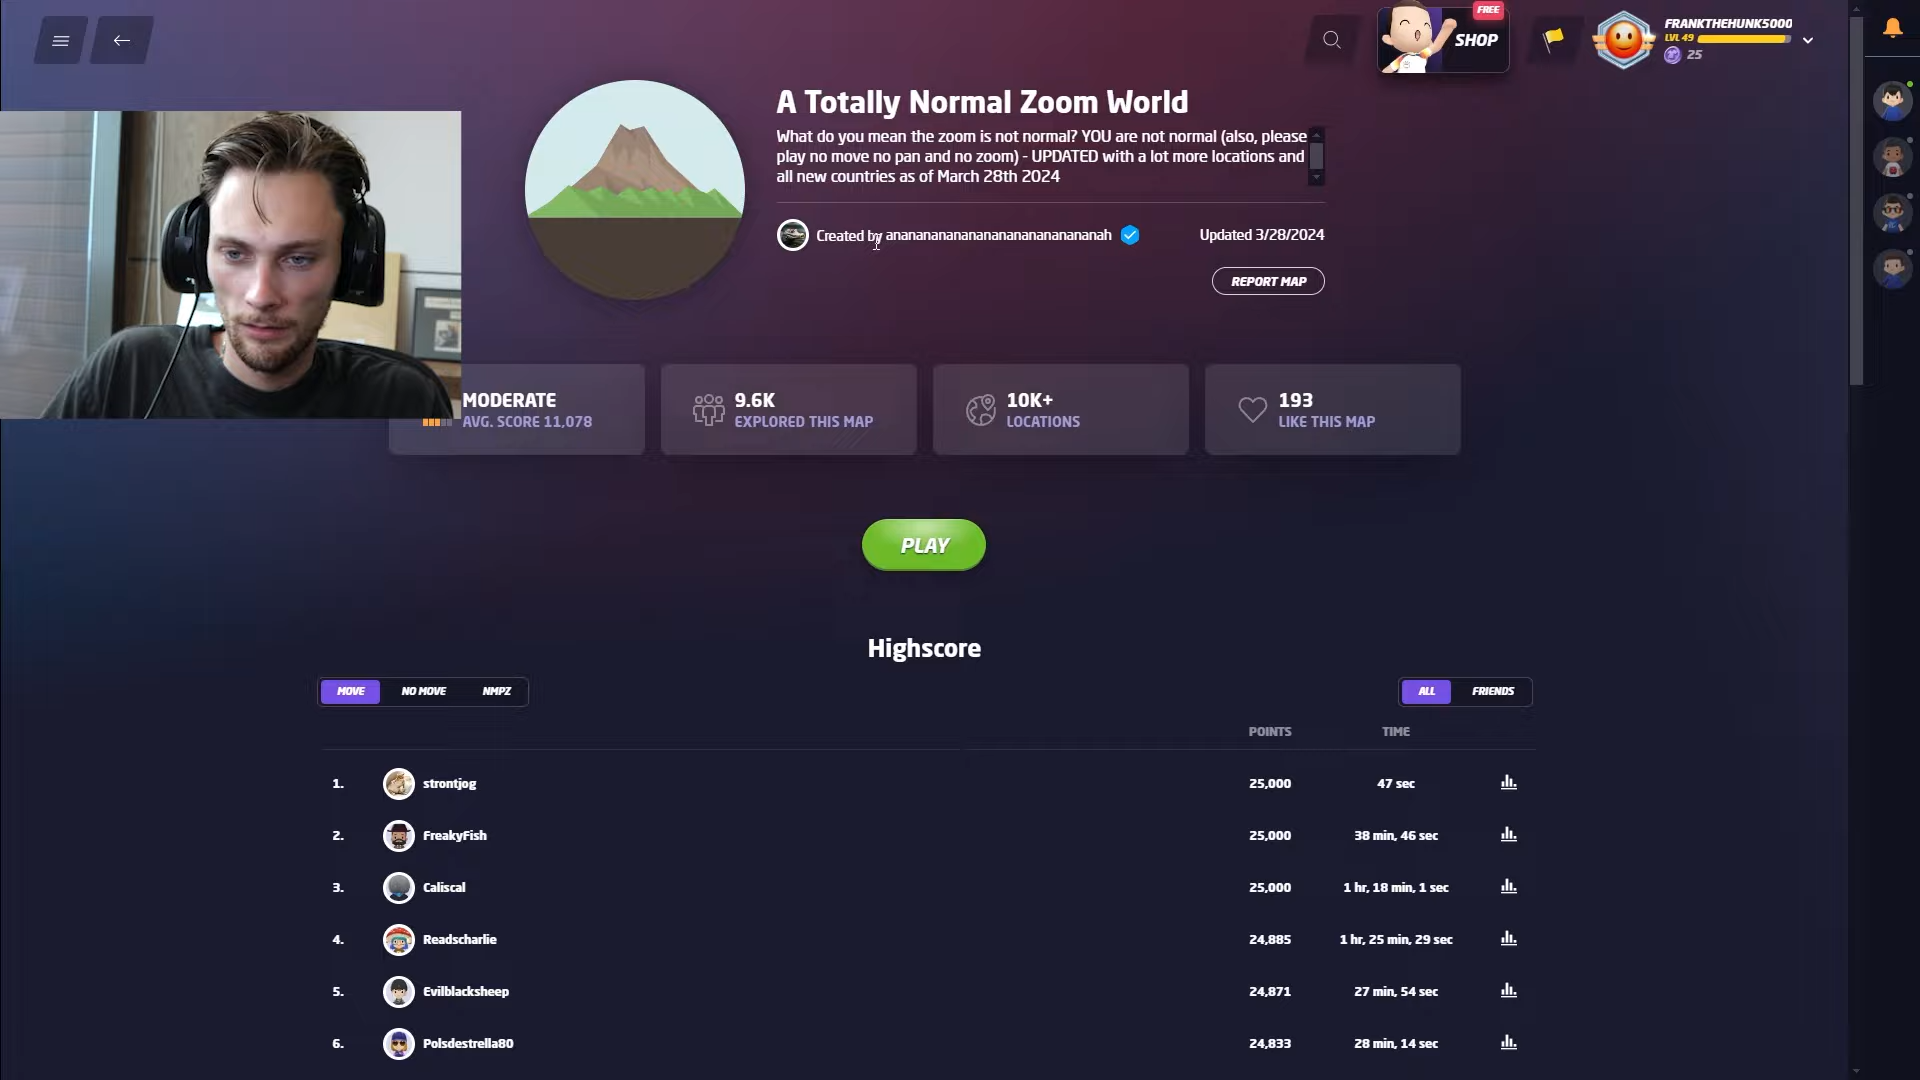 FREE
SHOP
FRANKTHEHUNK5000
LVL 49
25
A Totally Normal Zoom World
What do you mean the zoom is not normal? YOU are not normal (also, please
play no move no pan and no zoom) - UPDATED with a lot more locations and
all new countries as of March 28th 2024
Created by anananananananananananananah
Updated 3/28/2024
REPORT MAP
MODERATE
AVG. SCORE 11,078
9.6K
EXPLORED THIS MAP
10K+
LOCATIONS
193
LIKE THIS MAP
PLAY
Highscore
MOVE NO MOVE NMPZ
ALL FRIENDS
POINTS TIME
1. strontjog 25,000 47 sec
2. FreakyFish 25,000 38 min, 46 sec
3. Caliscal 25,000 1 hr, 18 min, 1 sec
4. Readscharlie 24,885 1 hr, 25 min, 29 sec
5. Evilblacksheep 24,871 27 min, 54 sec
6. Polsdestrella80 24,833 28 min, 14 sec